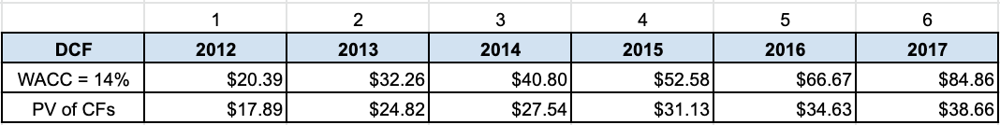 1 2 3 4 5 6
DCF 2012 2013 2014 2015 2016 2017
WACC = 14% $20.39 $32.26 $40.80 $52.58 $66.67 $84.86
PV of CFs $17.89 $24.82 $27.54 $31.13 $34.63 $38.66